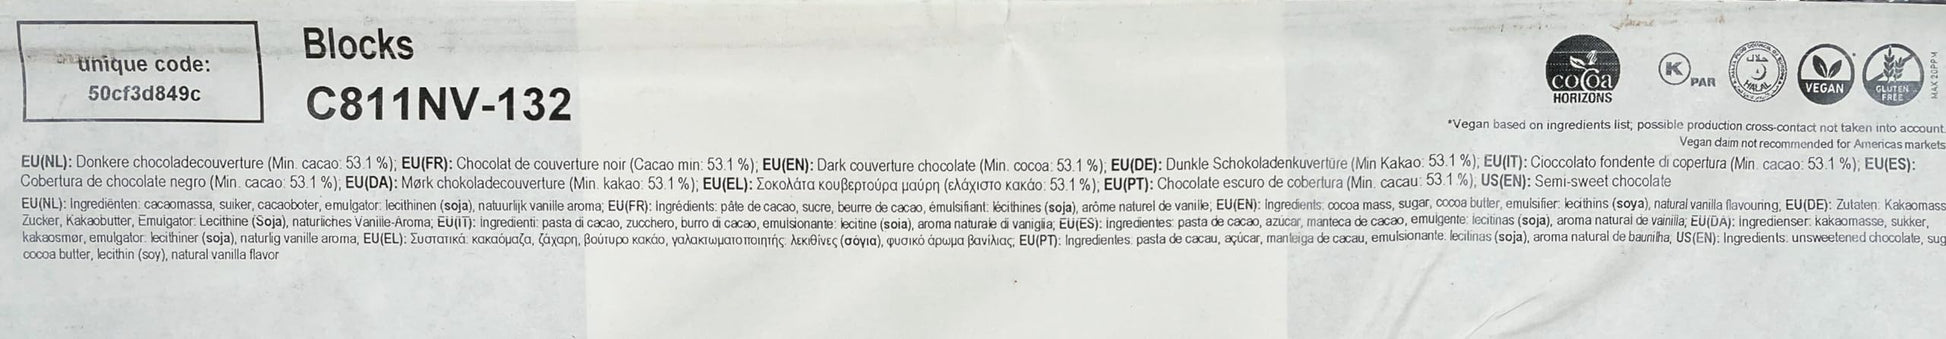 unique code:
50cf3d849c
Blocks
C811NV-132
cocoa
HORIZONS
K PAR
HALAL
VEGAN
GLUTEN
FREE
MAX 20PPM
*Vegan based on ingredients list; possible production cross-contact not taken into account.
Vegan claim not recommended for Americas markets
EU(NL): Donkere chocoladecouverture (Min. cacao: 53.1 %); EU(FR): Chocolat de couverture noir (Cacao min: 53.1 %); EU(EN): Dark couverture chocolate (Min. cocoa: 53.1 %); EU(DE): Dunkle Schokoladenkuvertüre (Min Kakao: 53.1 %); EU(IT): Cioccolato fondente di copertura (Min. cacao: 53.1 %); EU(ES):
Cobertura de chocolate negro (Min. cacao: 53.1 %); EU(DA): Mørk chokoladecouverture (Min. kakao: 53.1 %); EU(EL): Σοκολάτα κουβερτούρα μαύρη (ελάχιστο κακάο: 53.1 %); EU(PT): Chocolate escuro de cobertura (Min. cacau: 53.1 %); US(EN): Semi-sweet chocolate
EU(NL): Ingrediënten: cacaomassa, suiker, cacaoboter, emulgator: lecithinen (soja), natuurlijk vanille aroma; EU(FR): Ingrédients: pâte de cacao, sucre, beurre de cacao, émulsifiant: lécithines (soja), arôme naturel de vanille; EU(EN): Ingredients: cocoa mass, sugar, cocoa butter, emulsifier: lecithins (soya), natural vanilla flavouring; EU(DE): Zutaten: Kakaomass
Zucker, Kakaobutter, Emulgator: Lecithine (Soja), natürliches Vanille-Aroma; EU(IT): Ingredienti: pasta di cacao, zucchero, burro di cacao, emulsionante: lecitine (soia), aroma naturale di vaniglia; EU(ES): Ingredientes: pasta de cacao, azúcar, manteca de cacao, emulgente: lecitinas (soja), aroma natural de vainilla; EU(DA): Ingredienser: kakaomasse, sukker,
kakaosmør, emulgator: lecithiner (soja), naturlig vanille aroma; EU(EL): Συστατικά: κακαόμαζα, ζάχαρη, βούτυρο κακάο, γαλακτωματοποιητής: λεκιθίνες (σόγια), φυσικό άρωμα βανίλιας; EU(PT): Ingredientes: pasta de cacau, açúcar, manteiga de cacau, emulsionante: lecitinas (soja), aroma natural de baunilha; US(EN): Ingredients: unsweetened chocolate, sug
cocoa butter, lecithin (soy), natural vanilla flavor